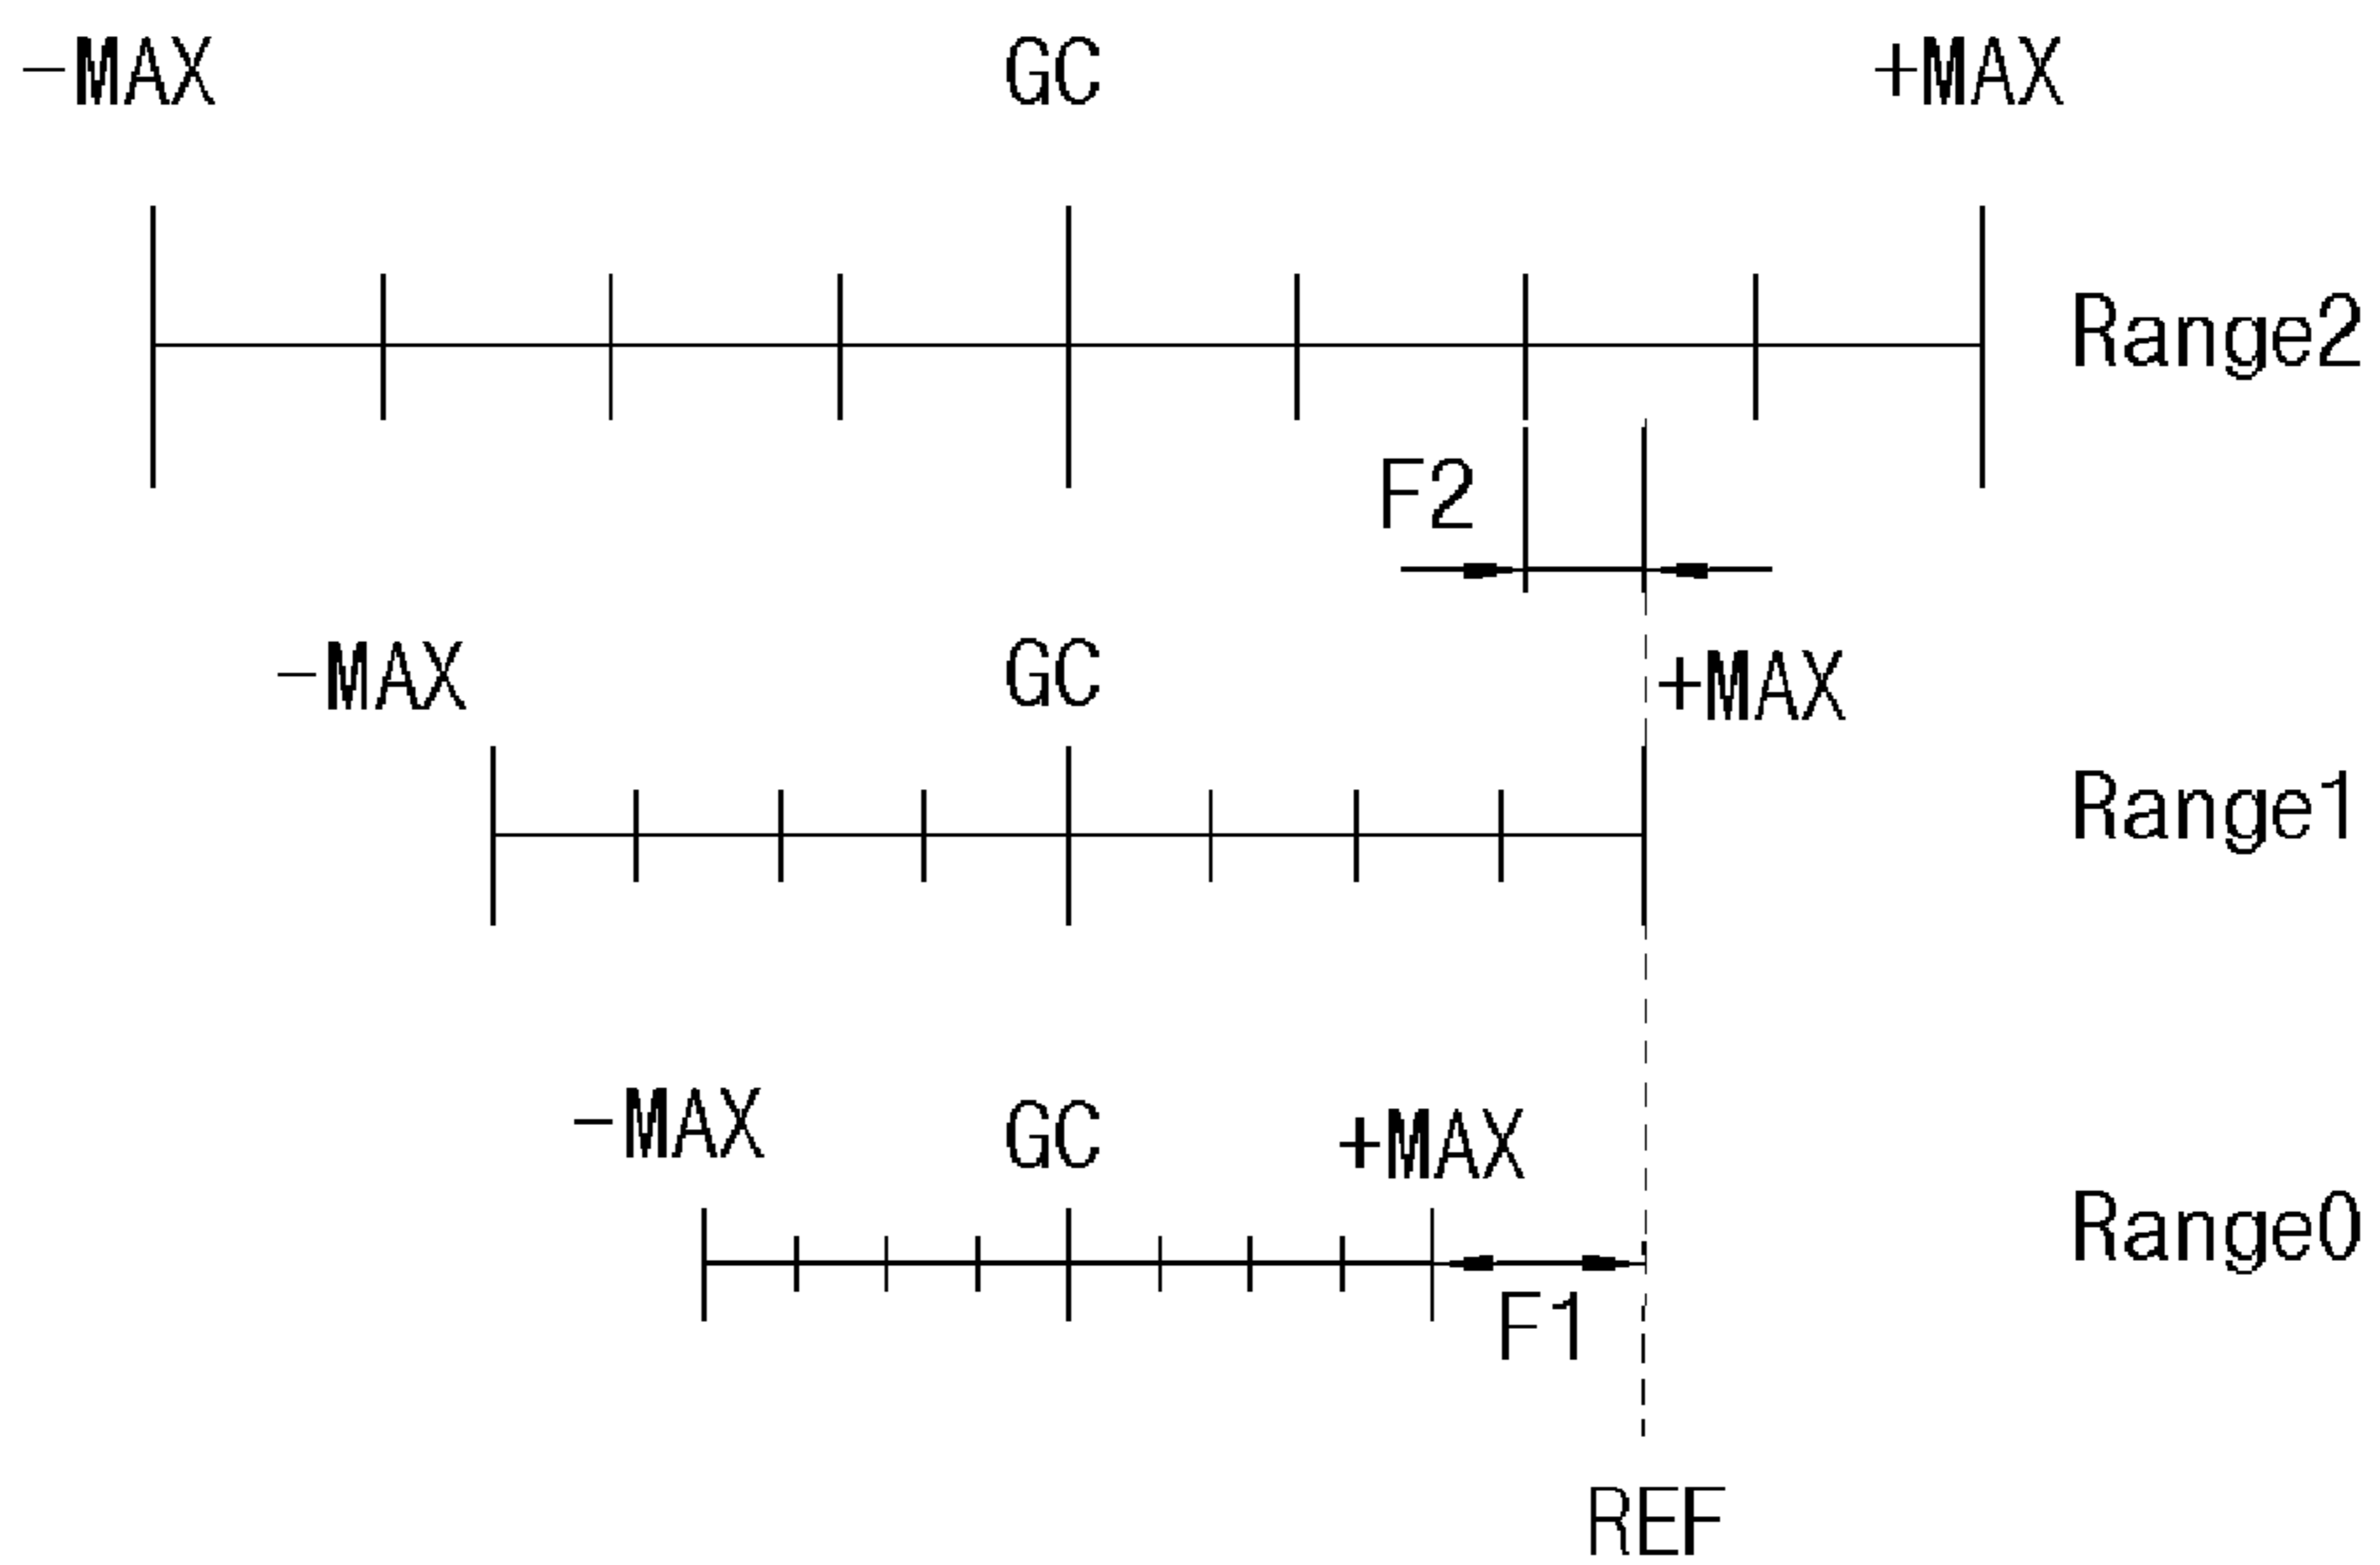 -MAX GC +MAX
Range2
F2
-MAX GC +MAX
Range1
-MAX GC +MAX
Range0
F1
REF